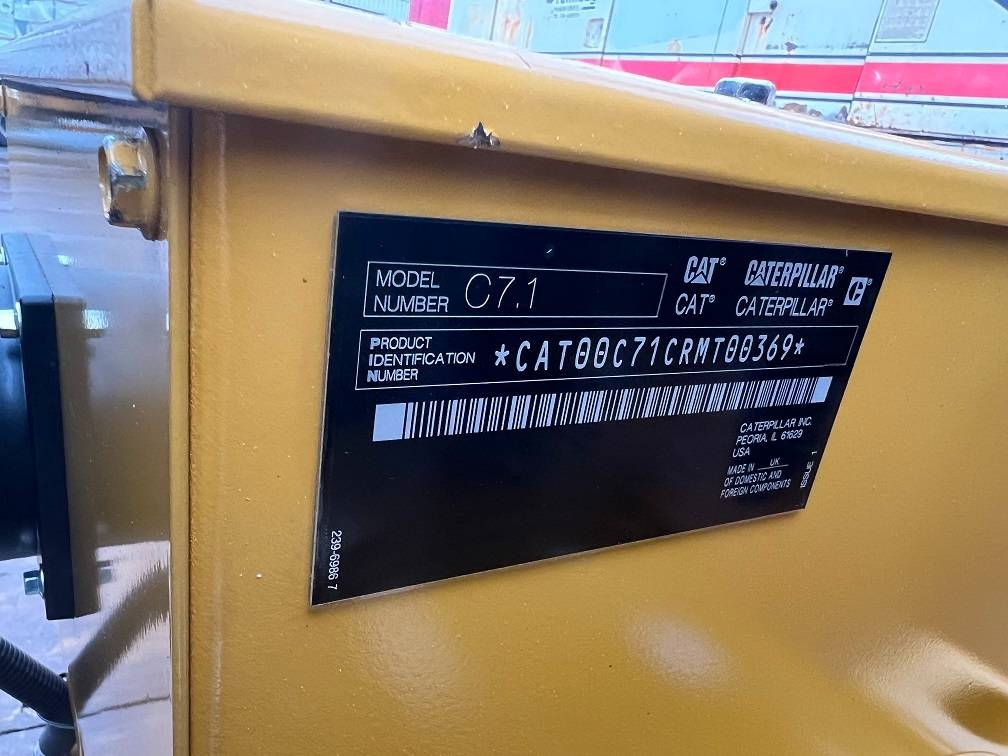 MODEL NUMBER C7.1
CAT® CATERPILLAR®
CAT® CATERPILLAR®
PRODUCT
IDENTIFICATION
NUMBER
*CAT00C71CRMT00369*
CATERPILLAR INC.
PEORIA, IL 61629
USA
MADE IN UK
OF DOMESTIC AND
FOREIGN COMPONENTS
ISSUE 1
239-6986 7